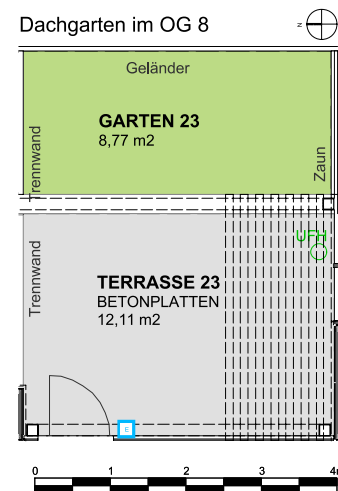 Dachgarten im OG 8
N
Geländer
Trennwand
GARTEN 23
8,77 m2
Zaun
Trennwand
UFH
TERRASSE 23
BETONPLATTEN
12,11 m2
E
0 1 2 3 4